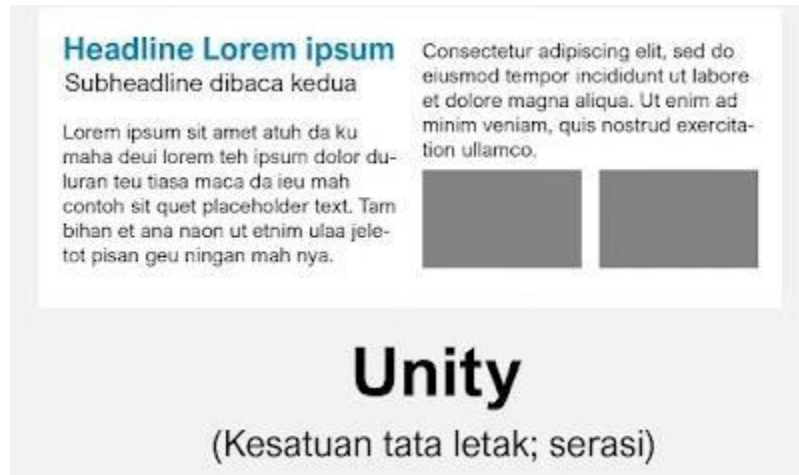 Headline Lorem ipsum
Subheadline dibaca kedua
Lorem ipsum sit amet atuh da ku
maha deui lorem teh ipsum dolor du-
luran teu tiasa maca da ieu mah
contoh sit quet placeholder text. Tam
bihan et ana naon ut etnim ulaa jele-
tot pisan geu ningan mah nya.
Consectetur adipiscing elit, sed do
eiusmod tempor incididunt ut labore
et dolore magna aliqua. Ut enim ad
minim veniam, quis nostrud exercita-
tion ullamco.
Unity
(Kesatuan tata letak; serasi)